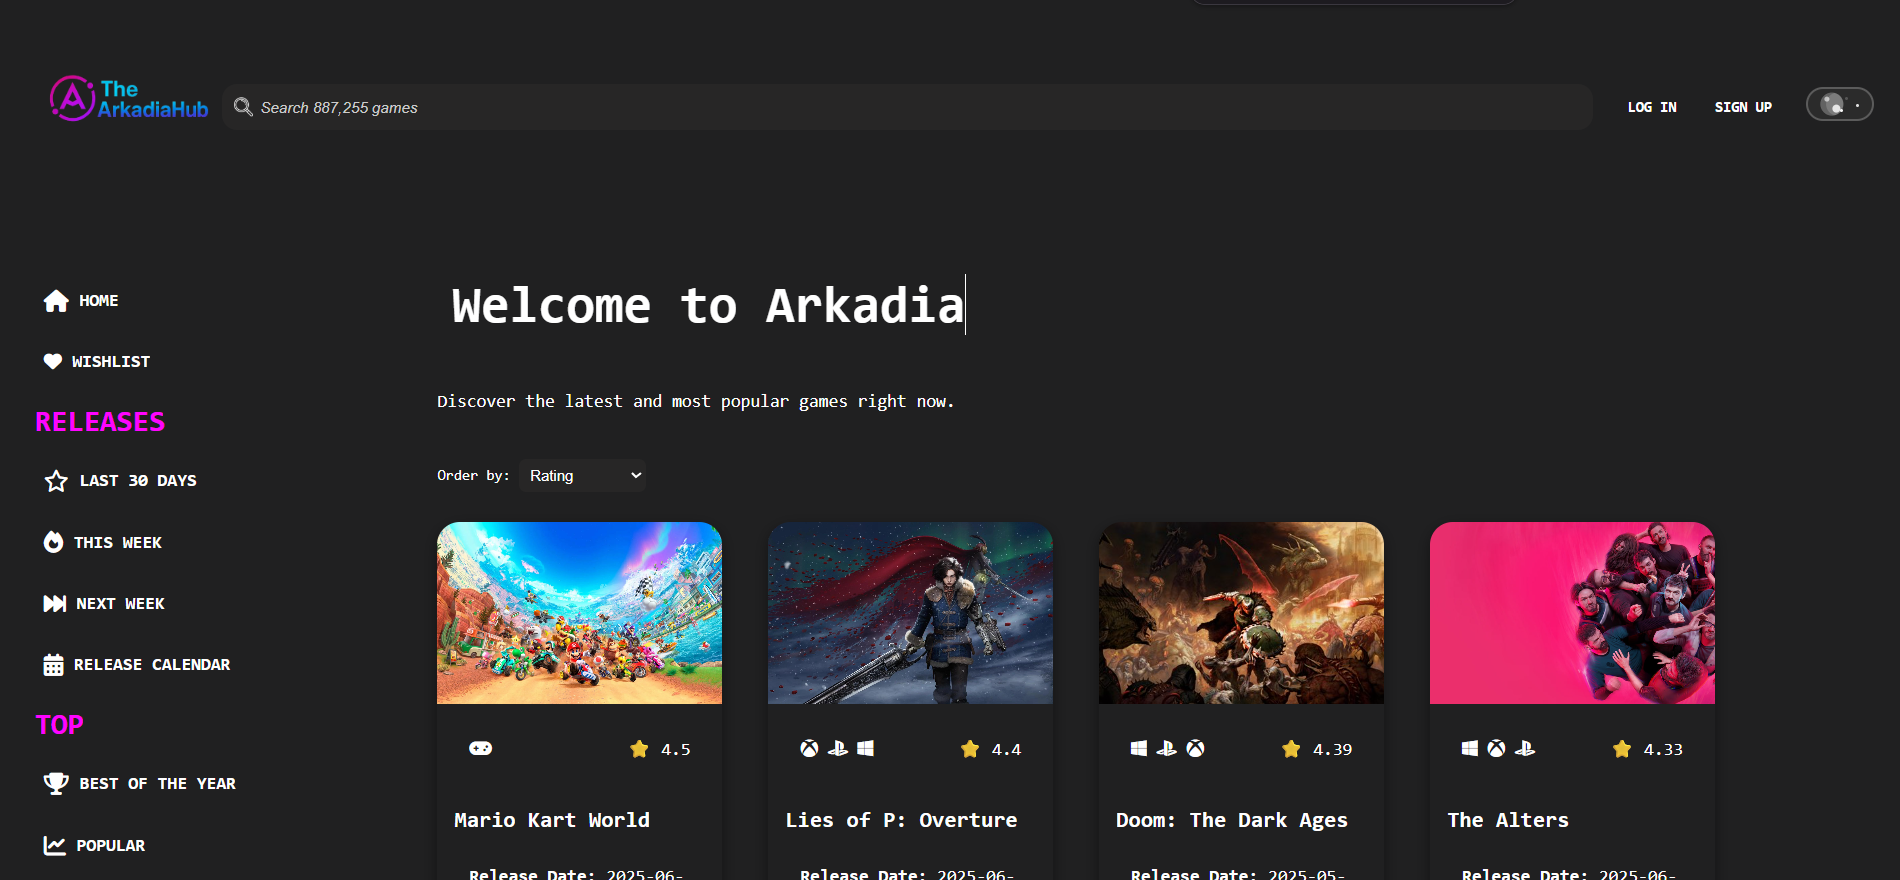 The
ArkadiaHub
Search 887,255 games
LOG IN
SIGN UP
HOME
WISHLIST
RELEASES
LAST 30 DAYS
THIS WEEK
NEXT WEEK
RELEASE CALENDAR
TOP
BEST OF THE YEAR
POPULAR
Welcome to Arkadia
Discover the latest and most popular games right now.
Order by: Rating
4.5
Mario Kart World
Release Date: 2025-06-
4.4
Lies of P: Overture
Release Date: 2025-06-
4.39
Doom: The Dark Ages
Release Date: 2025-05-
4.33
The Alters
Release Date: 2025-06-